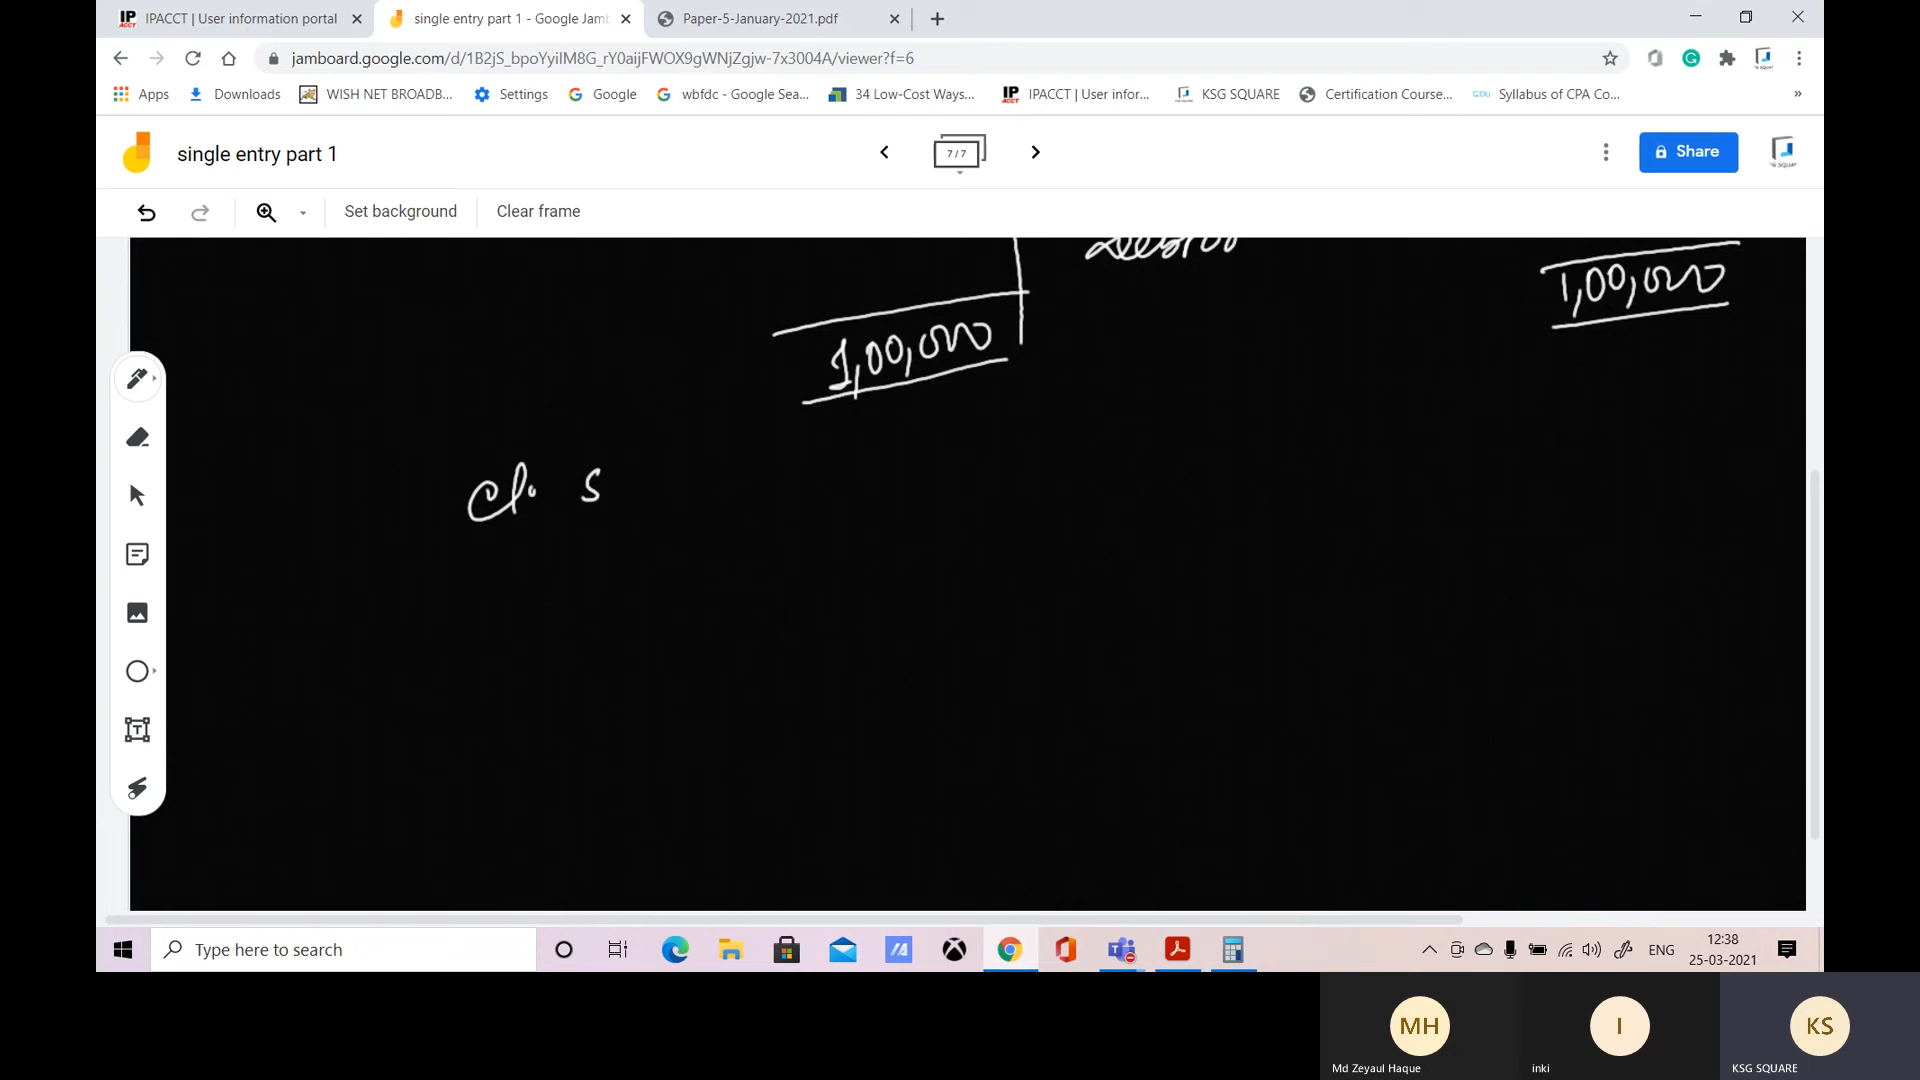 IPACCT | User information portal
single entry part 1 - Google Jamb
Paper-5-January-2021.pdf
jamboard.google.com/d/1B2jS_bpoYyilM8G_rY0aijFWOX9gWNjZgjw-7x3004A/viewer?f=6
Apps Downloads WISH NET BROADB... Settings Google wbfdc - Google Sea... 34 Low-Cost Ways... IPACCT | User infor... KSG SQUARE Certification Course... Syllabus of CPA Co... »
single entry part 1
7 / 7
Share
Set background Clear frame
1,00,000
1,00,000
cl. s
Type here to search
ENG
12:38
25-03-2021
MH I KS
Md Zeyaul Haque inki KSG SQUARE